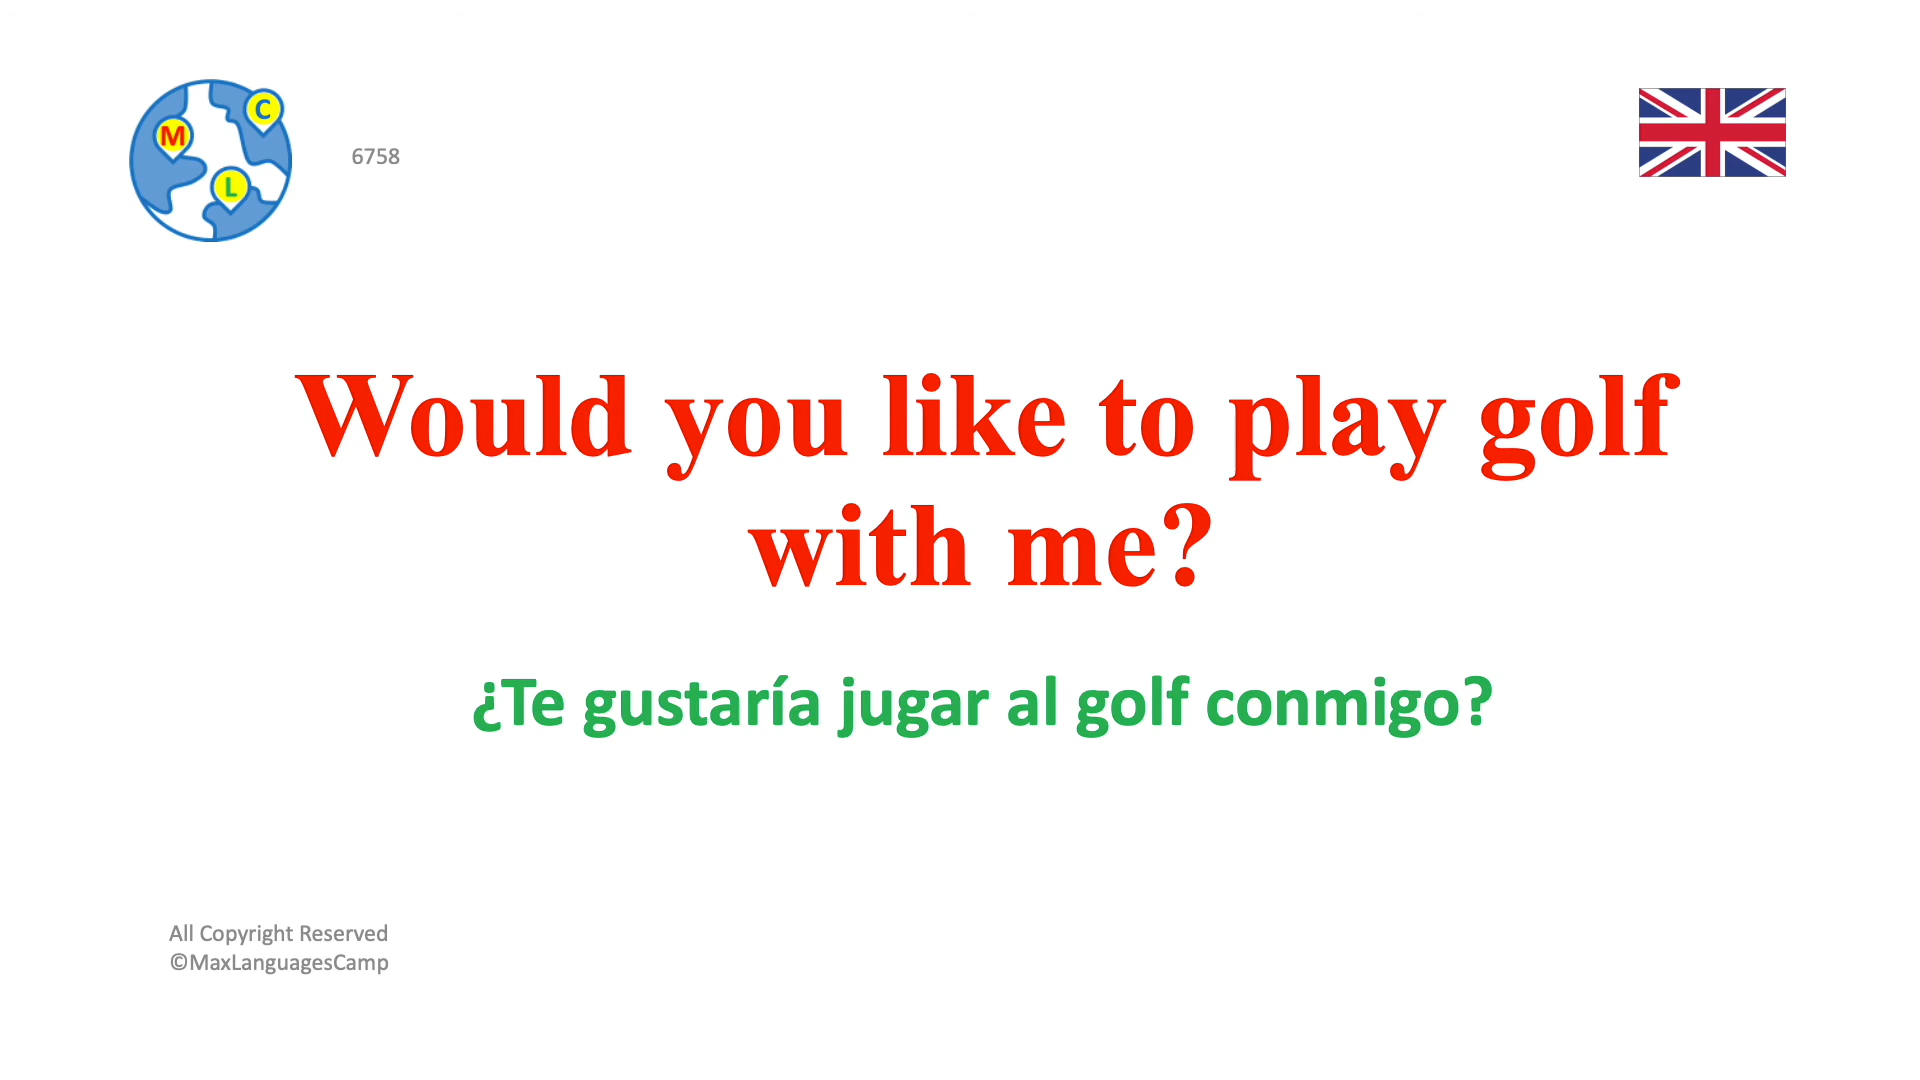 C
M
L
6758
Would you like to play golf
with me?
¿Te gustaría jugar al golf conmigo?
All Copyright Reserved
©MaxLanguagesCamp